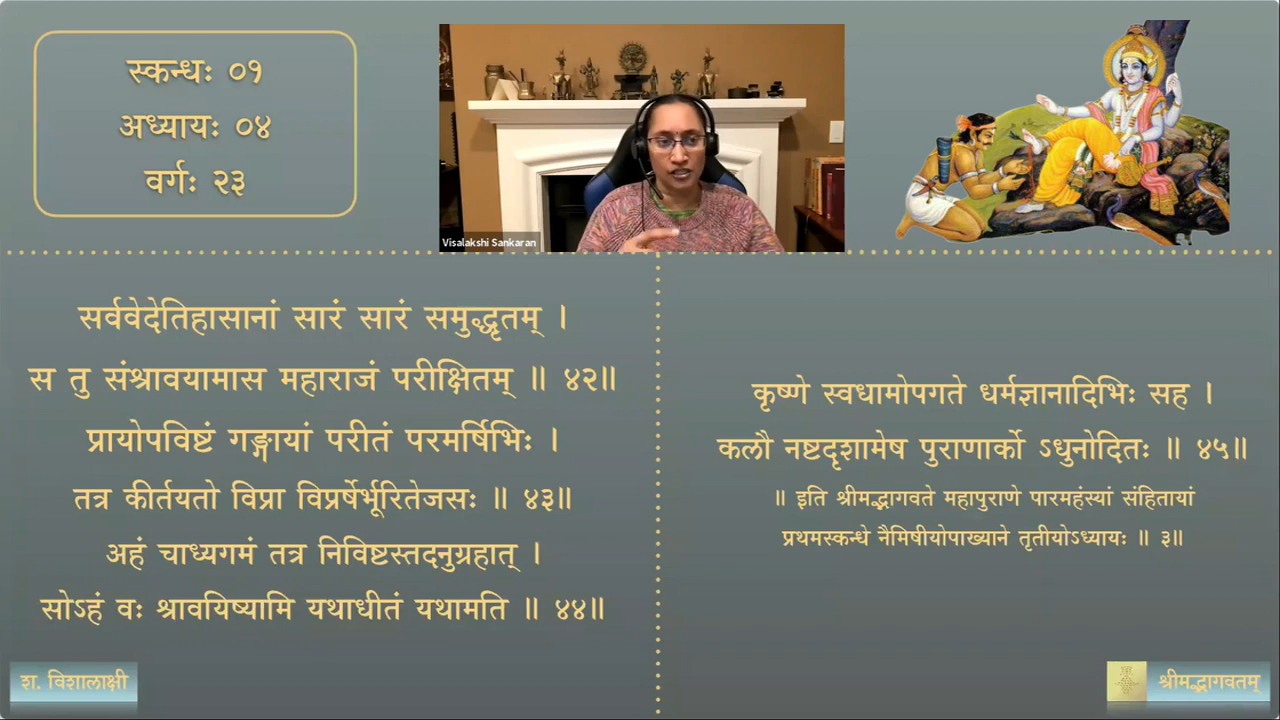 स्कन्धः ०१
अध्यायः ०४
वर्गः २३
Visalakshi Sankaran
सर्ववेदेतिहासानां सारं सारं समुद्धृतम् ।
स तु संश्रावयामास महाराजं परीक्षितम् ॥ ४२॥
प्रायोपविष्टं गङ्गायां परीतं परमर्षिभिः ।
तत्र कीर्तयतो विप्रा विप्रर्षेर्भूरितेजसः ॥ ४३॥
अहं चाध्यगमं तत्र निविष्टस्तदनुग्रहात् ।
सोऽहं वः श्रावयिष्यामि यथाधीतं यथामति ॥ ४४॥
कृष्णे स्वधामोपगते धर्मज्ञानादिभिः सह ।
कलौ नष्टदृशामेष पुराणार्को ऽधुनोदितः ॥ ४५॥
॥ इति श्रीमद्भागवते महापुराणे पारमहंस्यां संहितायां
प्रथमस्कन्धे नैमिषीयोपाख्याने तृतीयोऽध्यायः ॥ ३॥
श. विशालाक्षी
श्रीमद्भागवतम्